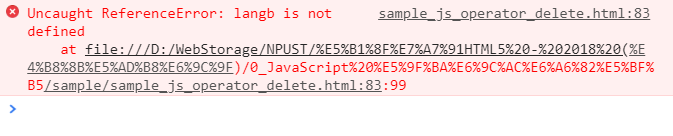 Uncaught ReferenceError: langb is not sample_js_operator_delete.html:83
defined
at file:///D:/WebStorage/NPUST/%E5%B1%8F%E7%A7%91HTML5%20-%202018%20(%E
4%B8%8B%E5%AD%B8%E6%9C%9F)/0_JavaScript%20%E5%9F%BA%E6%9C%AC%E6%A6%82%E5%BF%
B5/sample/sample_js_operator_delete.html:83:99